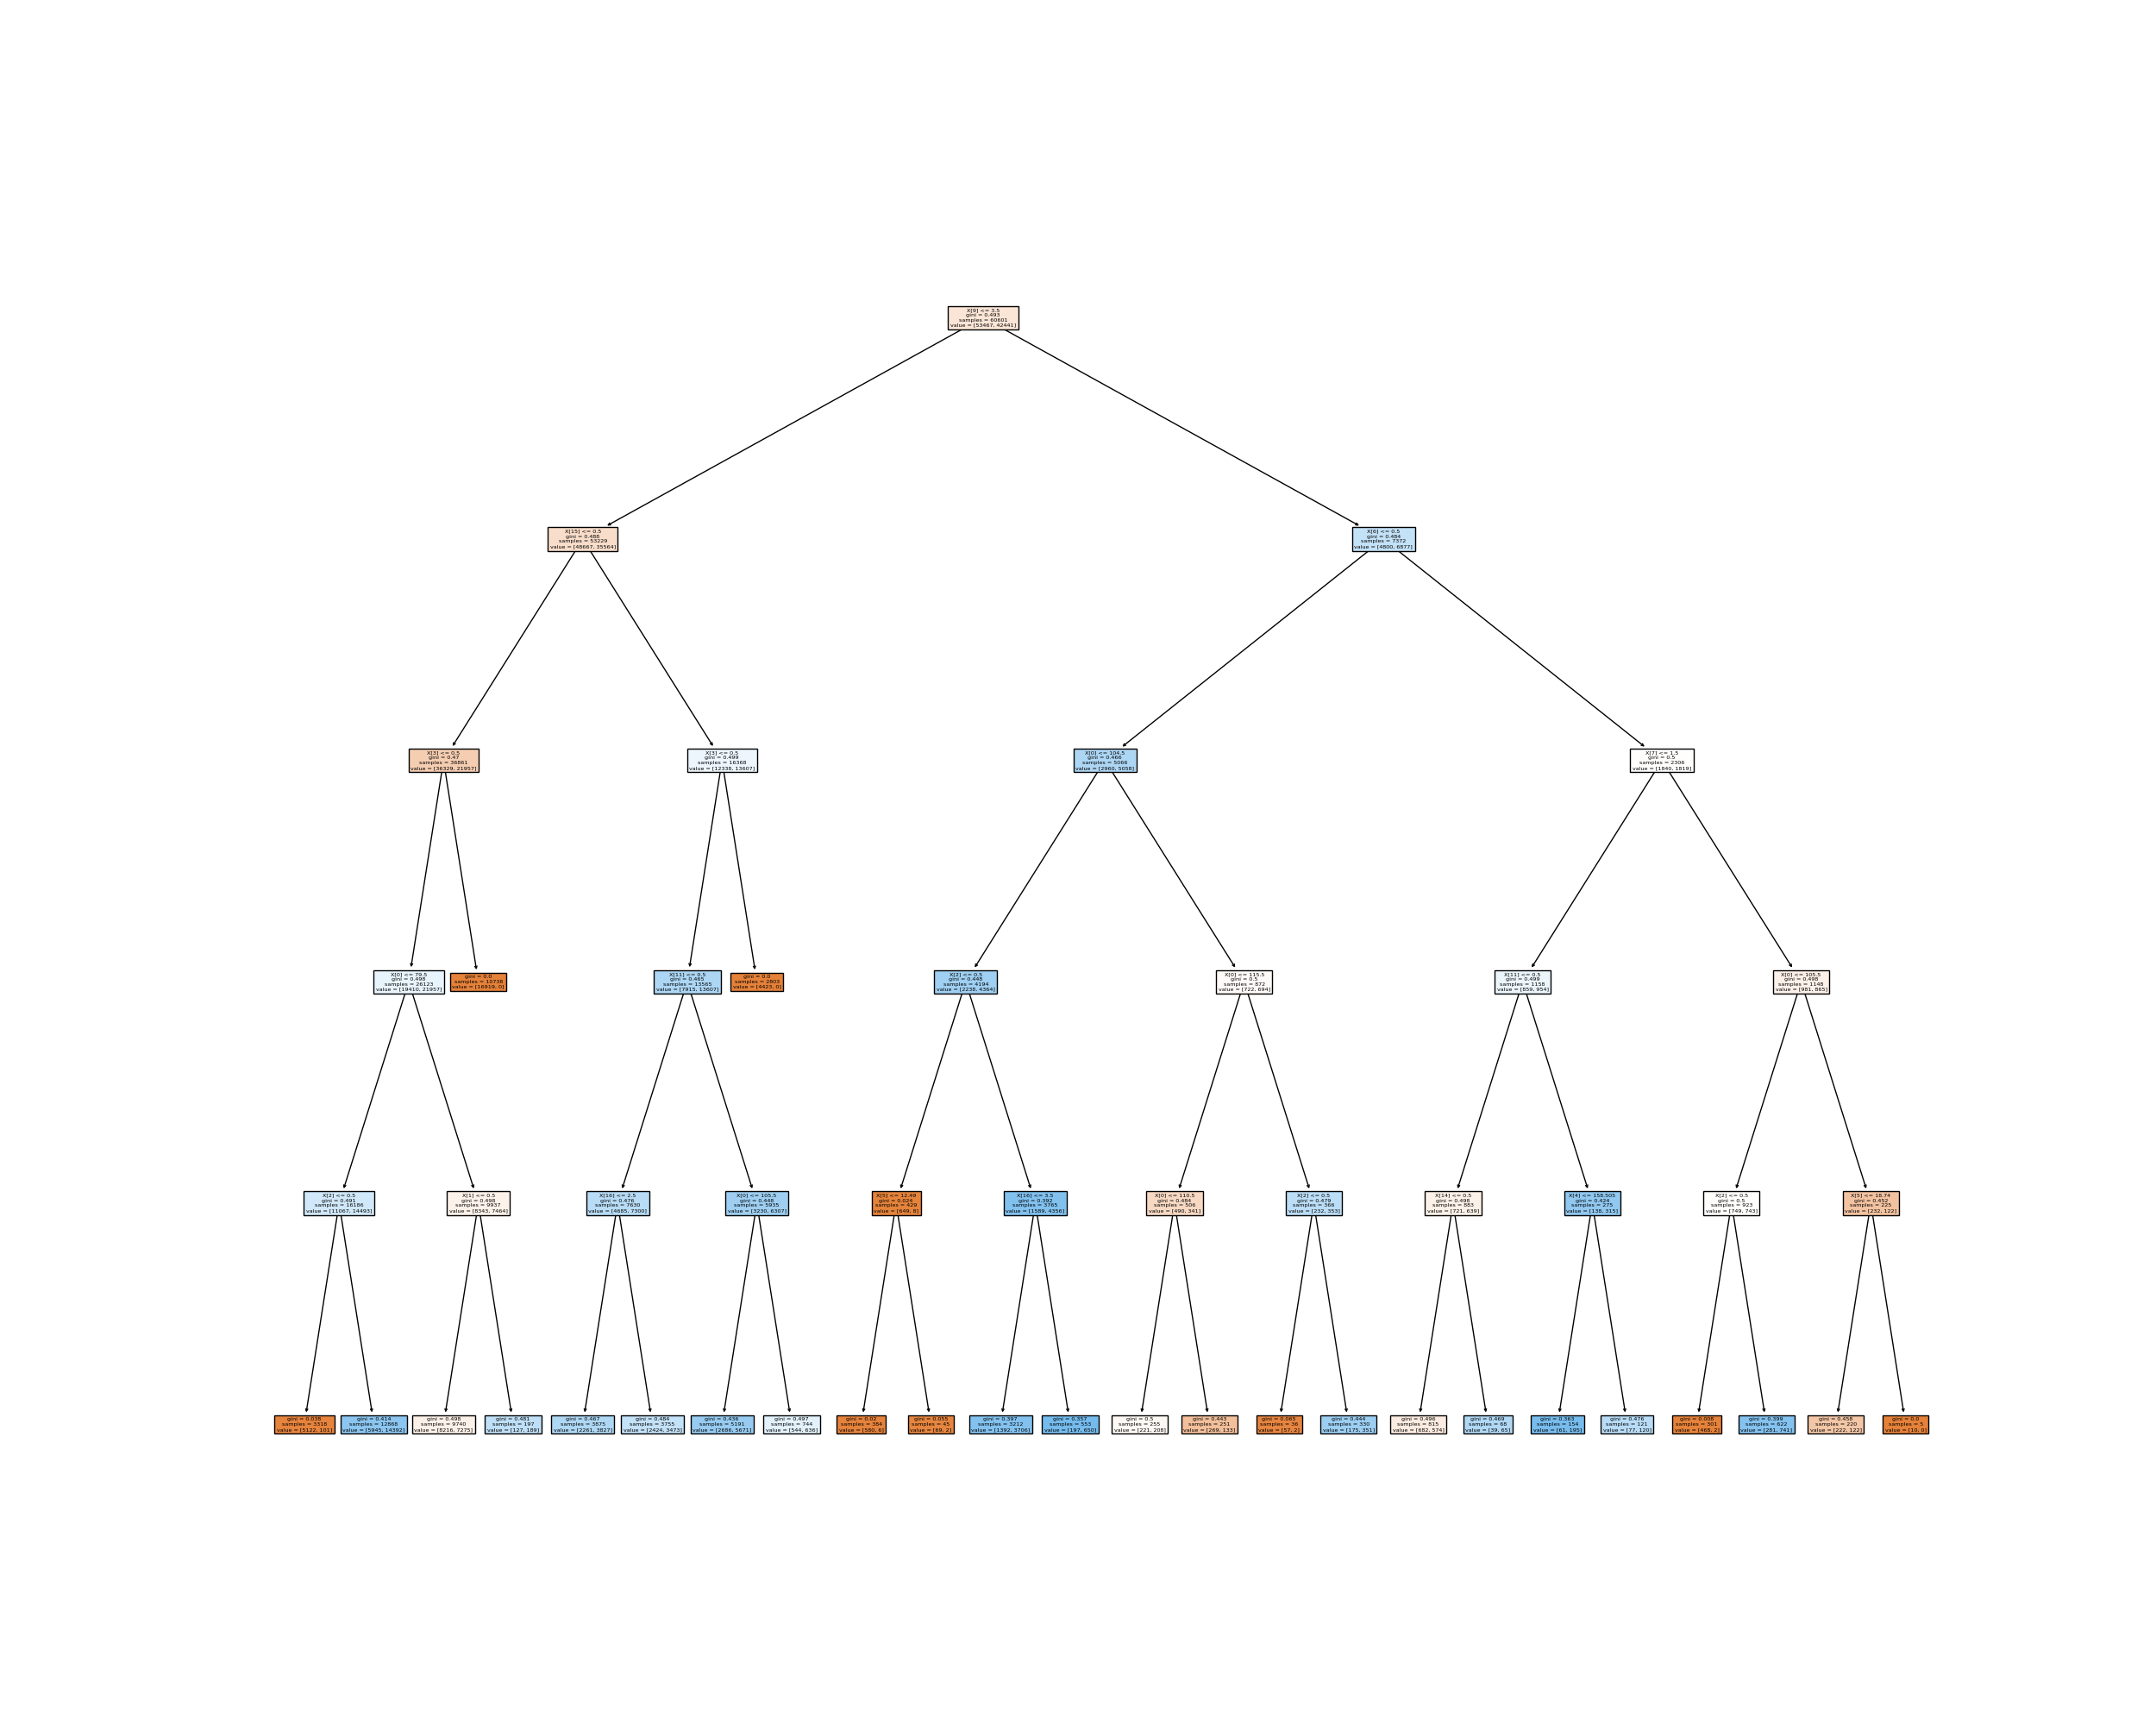 X[9] <= 3.5
gini = 0.493
samples = 60601
value = [53467, 42441]
X[15] <= 0.5
gini = 0.488
samples = 53229
value = [48667, 35564]
X[6] <= 0.5
gini = 0.484
samples = 7372
value = [4800, 6877]
X[3] <= 0.5
gini = 0.47
samples = 36861
value = [36329, 21957]
X[3] <= 0.5
gini = 0.499
samples = 16368
value = [12338, 13607]
X[0] <= 104.5
gini = 0.466
samples = 5066
value = [2960, 5058]
X[7] <= 1.5
gini = 0.5
samples = 2306
value = [1840, 1819]
X[0] <= 79.5
gini = 0.498
samples = 26123
value = [19410, 21957]
gini = 0.0
samples = 10738
value = [16919, 0]
X[11] <= 0.5
gini = 0.465
samples = 13565
value = [7915, 13607]
gini = 0.0
samples = 2803
value = [4423, 0]
X[2] <= 0.5
gini = 0.448
samples = 4194
value = [2238, 4364]
X[0] <= 115.5
gini = 0.5
samples = 872
value = [722, 694]
X[11] <= 0.5
gini = 0.499
samples = 1158
value = [859, 954]
X[0] <= 105.5
gini = 0.498
samples = 1148
value = [981, 865]
X[2] <= 0.5
gini = 0.491
samples = 16186
value = [11067, 14493]
X[1] <= 0.5
gini = 0.498
samples = 9937
value = [8343, 7464]
X[16] <= 2.5
gini = 0.476
samples = 7630
value = [4685, 7300]
X[0] <= 105.5
gini = 0.448
samples = 5935
value = [3230, 6307]
X[5] <= 12.49
gini = 0.024
samples = 429
value = [649, 8]
X[16] <= 3.5
gini = 0.392
samples = 3765
value = [1589, 4356]
X[0] <= 110.5
gini = 0.484
samples = 506
value = [490, 341]
X[2] <= 0.5
gini = 0.479
samples = 366
value = [232, 353]
X[14] <= 0.5
gini = 0.498
samples = 883
value = [721, 639]
X[4] <= 158.505
gini = 0.424
samples = 275
value = [138, 315]
X[2] <= 0.5
gini = 0.5
samples = 923
value = [749, 743]
X[5] <= 18.74
gini = 0.452
samples = 225
value = [232, 122]
gini = 0.038
samples = 3318
value = [5122, 101]
gini = 0.414
samples = 12868
value = [5945, 14392]
gini = 0.498
samples = 9740
value = [8216, 7275]
gini = 0.481
samples = 197
value = [127, 189]
gini = 0.467
samples = 3875
value = [2261, 3827]
gini = 0.484
samples = 3755
value = [2424, 3473]
gini = 0.436
samples = 5191
value = [2686, 5671]
gini = 0.497
samples = 744
value = [544, 636]
gini = 0.02
samples = 384
value = [580, 6]
gini = 0.055
samples = 45
value = [69, 2]
gini = 0.397
samples = 3212
value = [1392, 3706]
gini = 0.357
samples = 553
value = [197, 650]
gini = 0.5
samples = 255
value = [221, 208]
gini = 0.443
samples = 251
value = [269, 133]
gini = 0.065
samples = 36
value = [57, 2]
gini = 0.444
samples = 330
value = [175, 351]
gini = 0.496
samples = 815
value = [682, 574]
gini = 0.469
samples = 68
value = [39, 65]
gini = 0.363
samples = 154
value = [61, 195]
gini = 0.476
samples = 121
value = [77, 120]
gini = 0.008
samples = 301
value = [468, 2]
gini = 0.399
samples = 622
value = [281, 741]
gini = 0.458
samples = 220
value = [222, 122]
gini = 0.0
samples = 5
value = [10, 0]